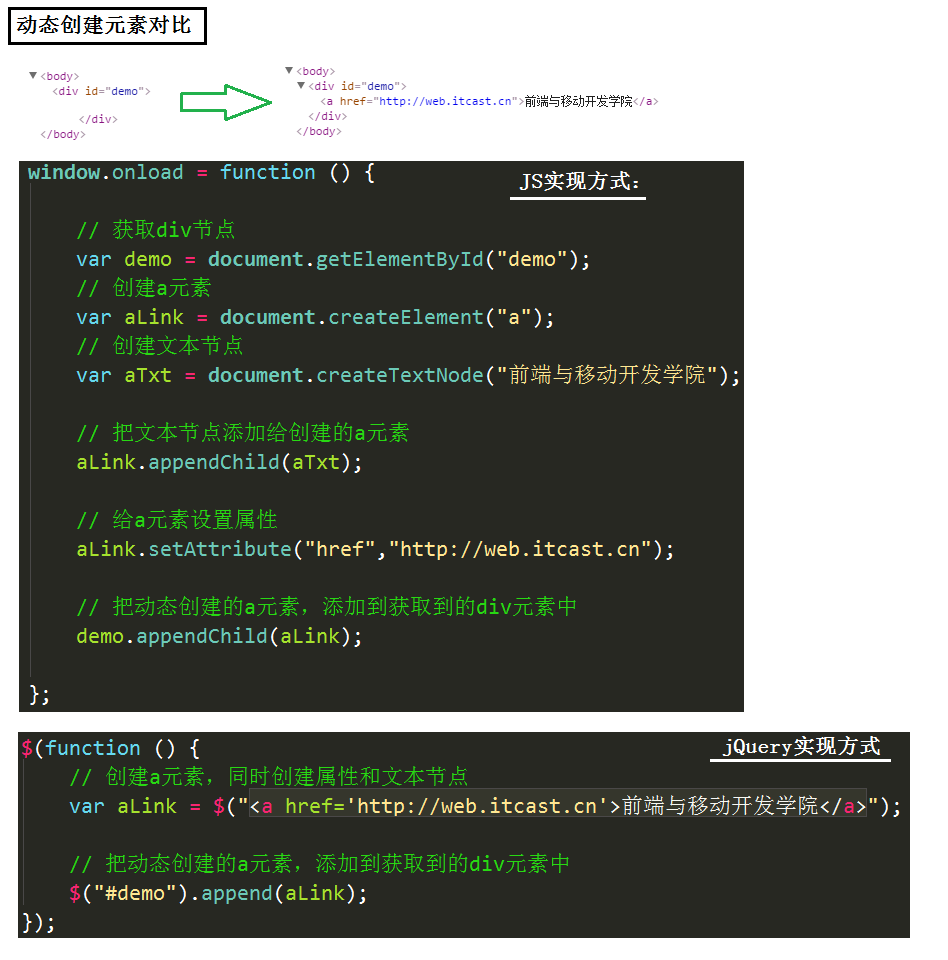 动态创建元素对比
▼<body>
<div id="demo">
</div>
</body>
▼<body>
▼<div id="demo">
<a href="http://web.itcast.cn">前端与移动开发学院</a>
</div>
</body>
JS实现方式:
window.onload = function () {
// 获取div节点
var demo = document.getElementById("demo");
// 创建a元素
var aLink = document.createElement("a");
// 创建文本节点
var aTxt = document.createTextNode("前端与移动开发学院");
// 把文本节点添加给创建的a元素
aLink.appendChild(aTxt);
// 给a元素设置属性
aLink.setAttribute("href","http://web.itcast.cn");
// 把动态创建的a元素，添加到获取到的div元素中
demo.appendChild(aLink);
};
jQuery实现方式
$(function () {
// 创建a元素，同时创建属性和文本节点
var aLink = $("<a href='http://web.itcast.cn'>前端与移动开发学院</a>");
// 把动态创建的a元素，添加到获取到的div元素中
$("#demo").append(aLink);
});